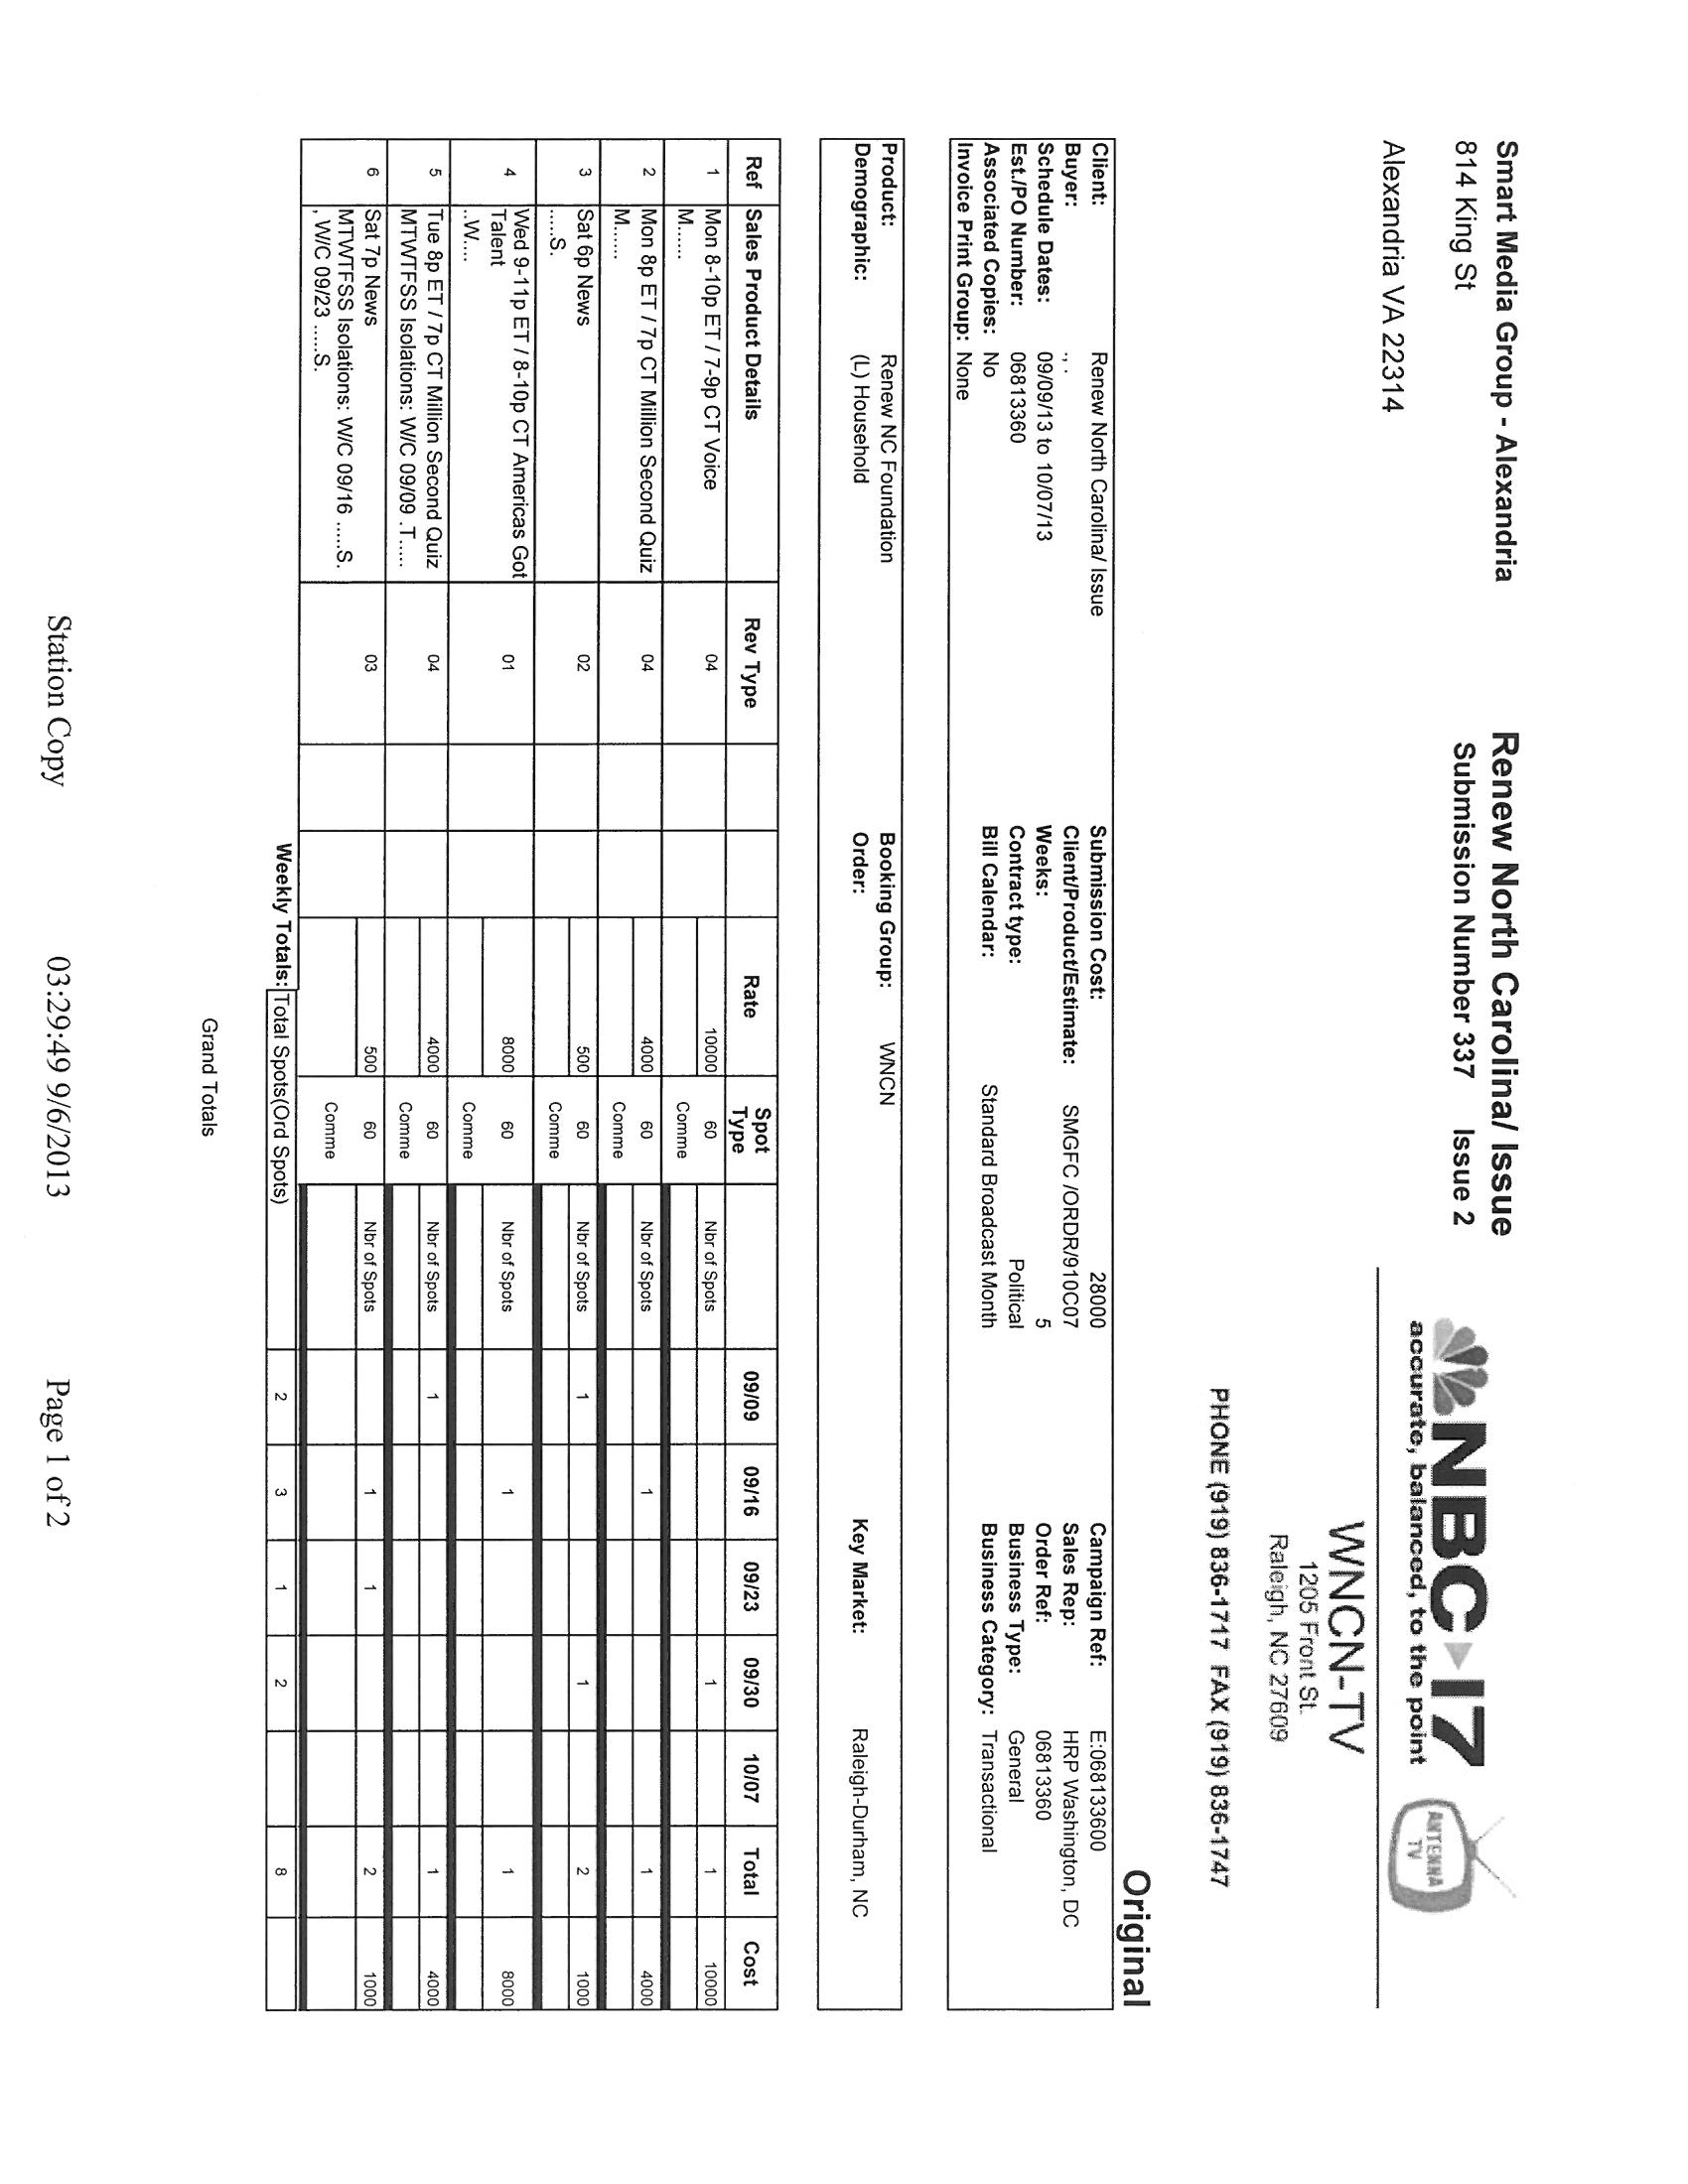 Smart Media Group - Alexandria
814 King St
Alexandria VA 22314
Renew North Carolina/ Issue
Submission Number 337 Issue 2
NBC 17
accurate, balanced, to the point
ANTENNA TV
WNCN-TV
1205 Front St.
Raleigh, NC 27609
PHONE (919) 836-1717 FAX (919) 836-1747
Original
Client: Renew North Carolina/ Issue Submission Cost: 28000 Campaign Ref: E:068133600
Buyer: ., . Client/Product/Estimate: SMGFC /ORDR/910C07 Sales Rep: HRP Washington, DC
Schedule Dates: 09/09/13 to 10/07/13 Weeks: 5 Order Ref: 06813360
Est./PO Number: 06813360 Contract type: Political Business Type: General
Associated Copies: No Bill Calendar: Standard Broadcast Month Business Category: Transactional
Invoice Print Group: None
Product: Renew NC Foundation Booking Group: WNCN
Demographic: (L) Household Order: Key Market: Raleigh-Durham, NC
Ref Sales Product Details Rev Type Rate Spot Type 09/09 09/16 09/23 09/30 10/07 Total Cost
1 Mon 8-10p ET / 7-9p CT Voice 04 10000 60 Nbr of Spots 1 1 10000
M...... Comme
2 Mon 8p ET / 7p CT Million Second Quiz 04 4000 60 Nbr of Spots 1 1 4000
M...... Comme
3 Sat 6p News 02 500 60 Nbr of Spots 1 1 2 1000
.....S. Comme
4 Wed 9-11p ET / 8-10p CT Americas Got 01 8000 60 Nbr of Spots 1 1 8000
Talent
..W.... Comme
5 Tue 8p ET / 7p CT Million Second Quiz 04 4000 60 Nbr of Spots 1 1 4000
MTWTFSS Isolations: W/C 09/09 .T..... Comme
6 Sat 7p News 03 500 60 Nbr of Spots 1 1 2 1000
MTWTFSS Isolations: W/C 09/16 .....S. Comme
, W/C 09/23 .....S.
Weekly Totals: Total Spots(Ord Spots) 2 3 1 2 8
Grand Totals
Station Copy 03:29:49 9/6/2013 Page 1 of 2